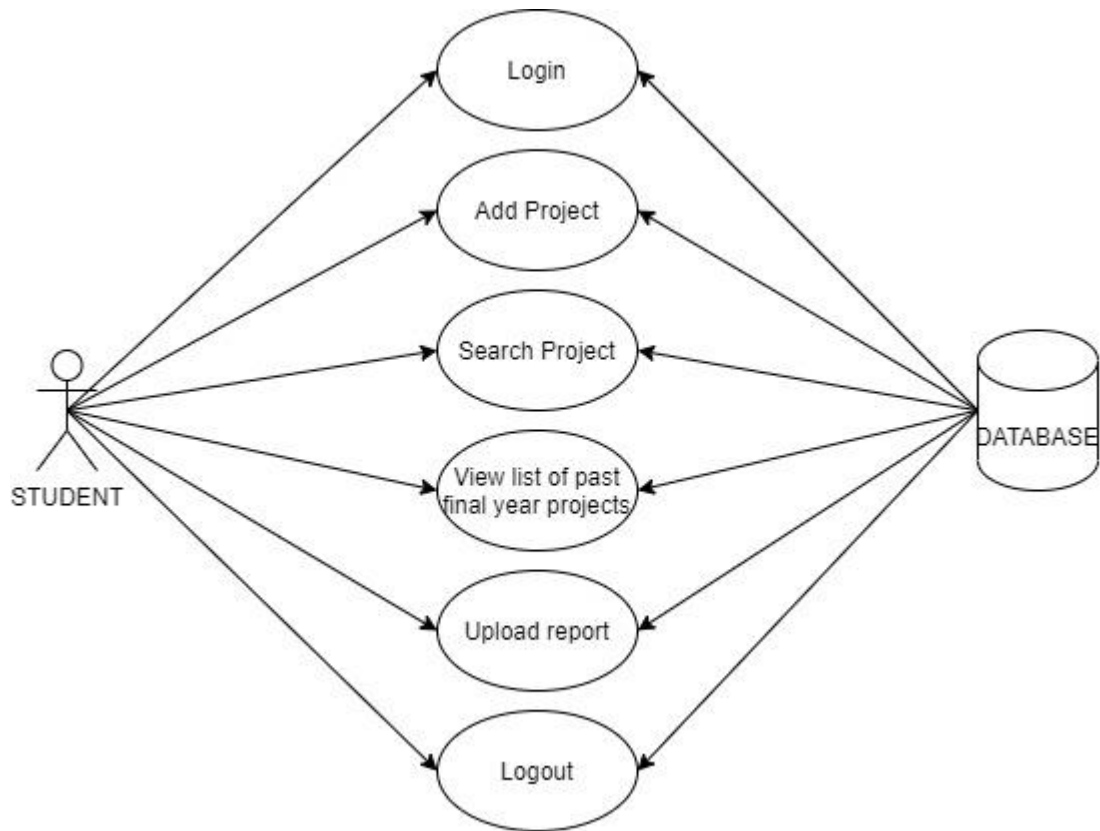 Login
Add Project
Search Project
View list of past
final year projects
Upload report
Logout
STUDENT
DATABASE